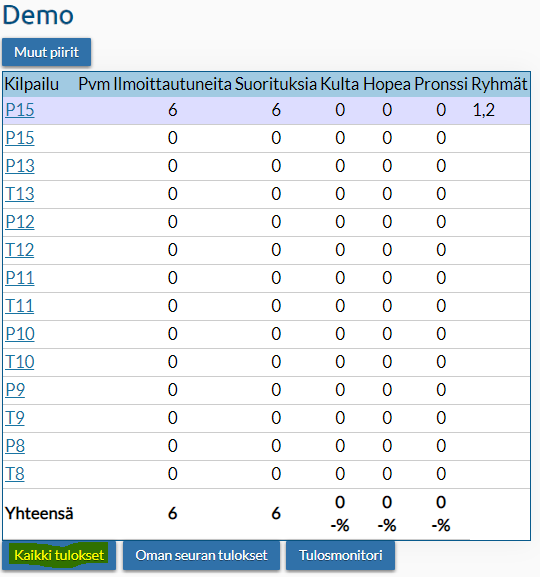 Demo
Muut piirit
Kilpailu Pvm Ilmoittautuneita Suorituksia Kulta Hopea Pronssi Ryhmät
P15 6 6 0 0 0 1,2
P15 0 0 0 0 0
P13 0 0 0 0 0
T13 0 0 0 0 0
P12 0 0 0 0 0
T12 0 0 0 0 0
P11 0 0 0 0 0
T11 0 0 0 0 0
P10 0 0 0 0 0
T10 0 0 0 0 0
P9 0 0 0 0 0
T9 0 0 0 0 0
P8 0 0 0 0 0
T8 0 0 0 0 0
Yhteensä 6 6 0 0 0
-% -% -%
Kaikki tulokset Oman seuran tulokset Tulosmonitori